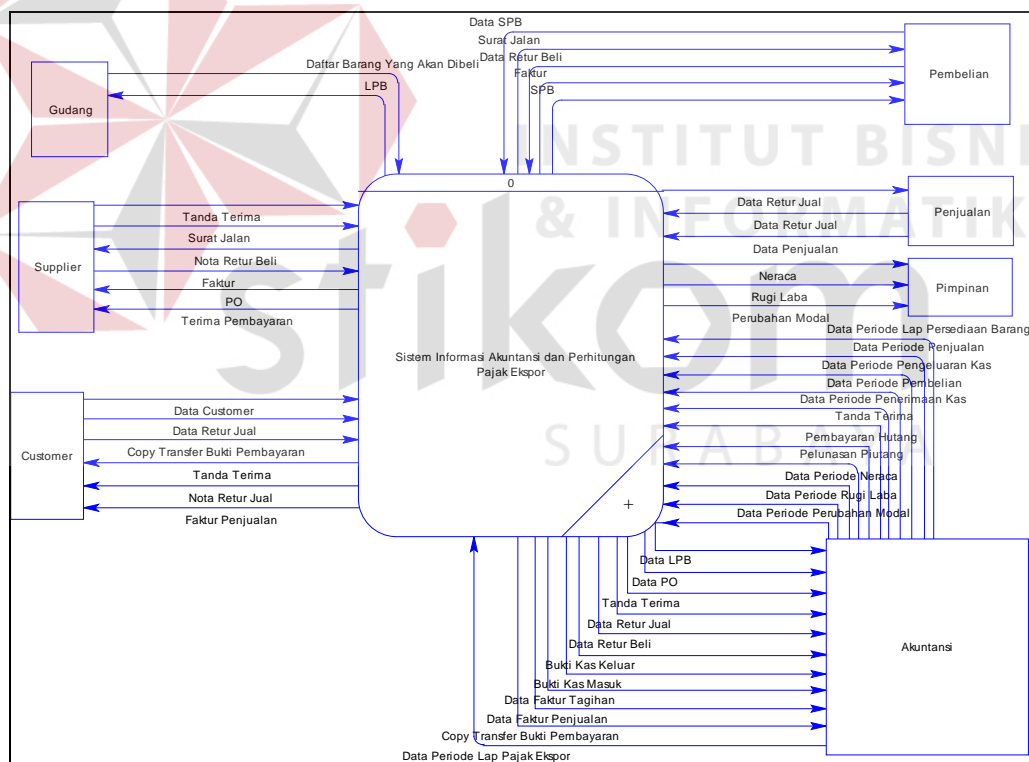 Data SPB
Surat Jalan
Data Retur Beli
Faktur
SPB
Daftar Barang Yang Akan Dibeli
LPB
Gudang
Pembelian
INSTITUT BISNI
& INFORMATIK
stikom
SURABAYA
0
Sistem Informasi Akuntansi dan Perhitungan
Pajak Ekspor
+
Supplier
Tanda Terima
Surat Jalan
Nota Retur Beli
Faktur
PO
Terima Pembayaran
Penjualan
Data Retur Jual
Data Retur Jual
Data Penjualan
Pimpinan
Neraca
Rugi Laba
Perubahan Modal
Customer
Data Customer
Data Retur Jual
Copy Transfer Bukti Pembayaran
Tanda Terima
Nota Retur Jual
Faktur Penjualan
Data Periode Lap Persediaan Barang
Data Periode Penjualan
Data Periode Pengeluaran Kas
Data Periode Pembelian
Data Periode Penerimaan Kas
Tanda Terima
Pembayaran Hutang
Pelunasan Piutang
Data Periode Neraca
Data Periode Rugi Laba
Data Periode Perubahan Modal
Data LPB
Data PO
Tanda Terima
Data Retur Jual
Data Retur Beli
Bukti Kas Keluar
Bukti Kas Masuk
Data Faktur Tagihan
Data Faktur Penjualan
Copy Transfer Bukti Pembayaran
Data Periode Lap Pajak Ekspor
Akuntansi